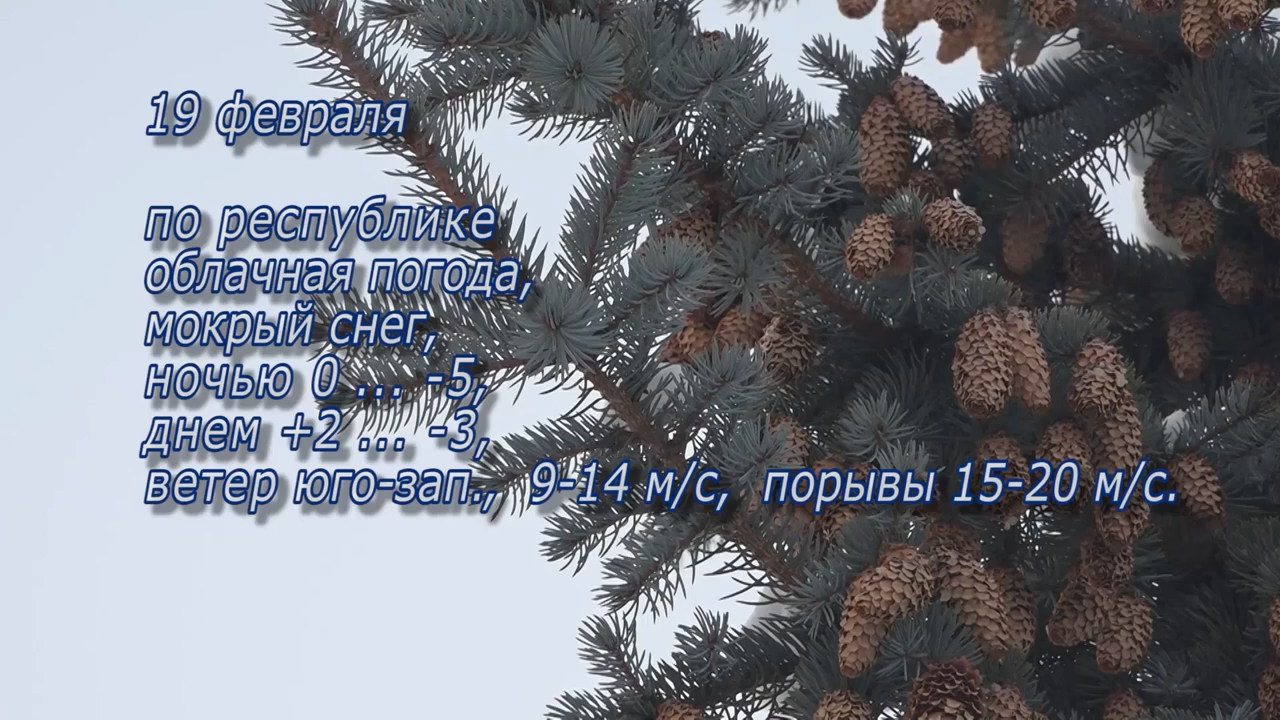 19 февраля
по республике
облачная погода,
мокрый снег,
ночью 0 ... -5,
днем +2 ... -3,
ветер юго-зап., 9-14 м/с, порывы 15-20 м/с.